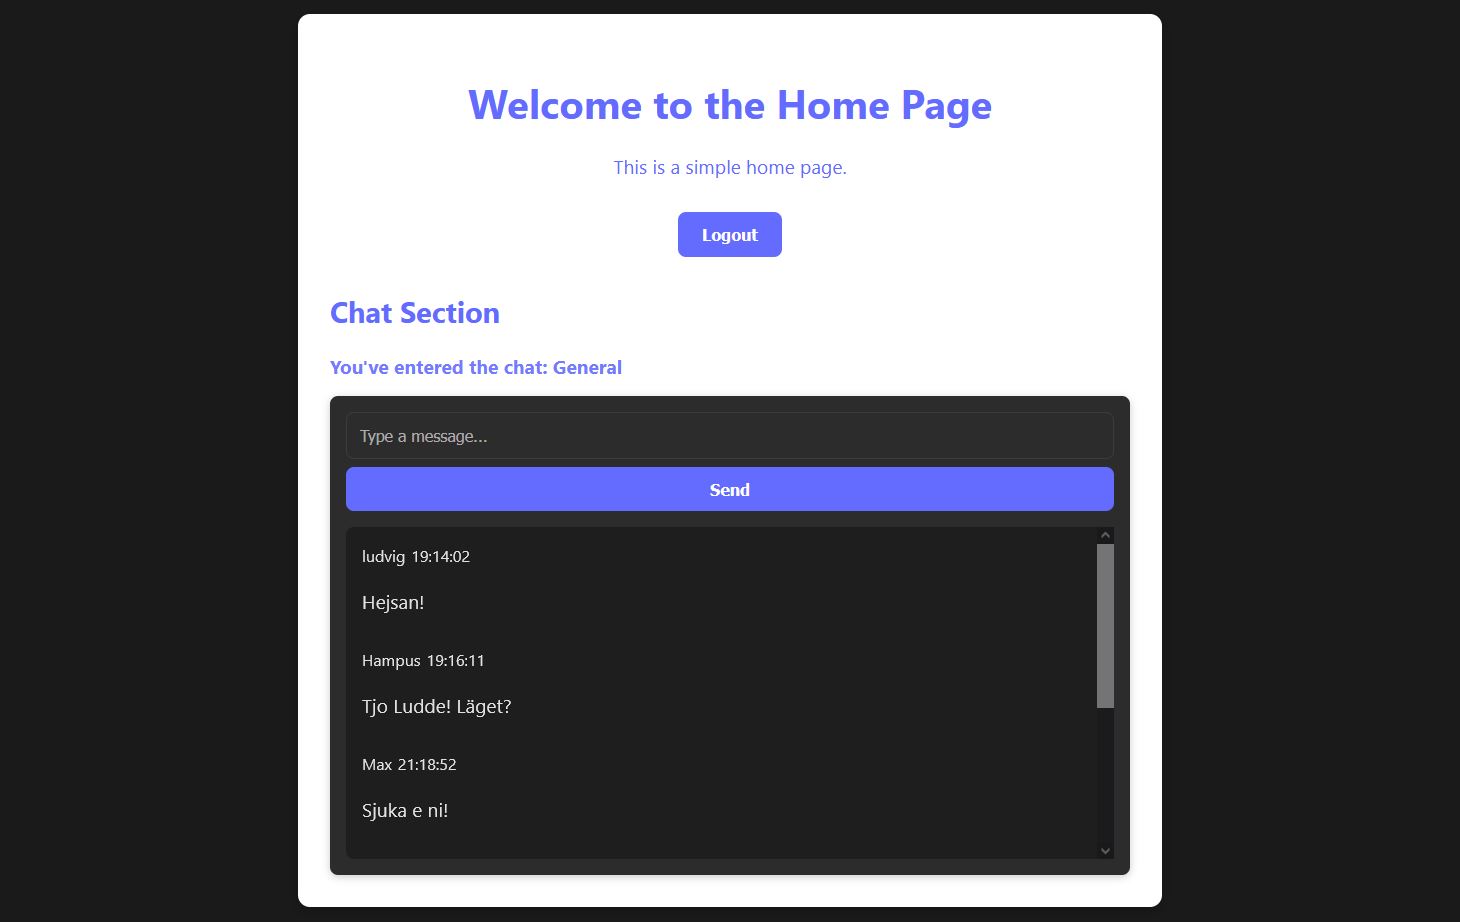 Welcome to the Home Page
This is a simple home page.
Logout
Chat Section
You've entered the chat: General
Type a message...
Send
ludvig 19:14:02
Hejsan!
Hampus 19:16:11
Tjo Ludde! Läget?
Max 21:18:52
Sjuka e ni!